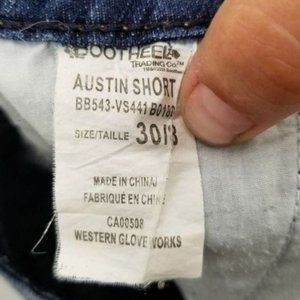 BOOTHEEL
TRADING CO
AUSTIN SHORT
BB543-VS441
SIZE/TAILLE
MADE IN CHINA
FABRIQUÉ EN CHINE
CA00508
WESTERN GLOVE WORKS